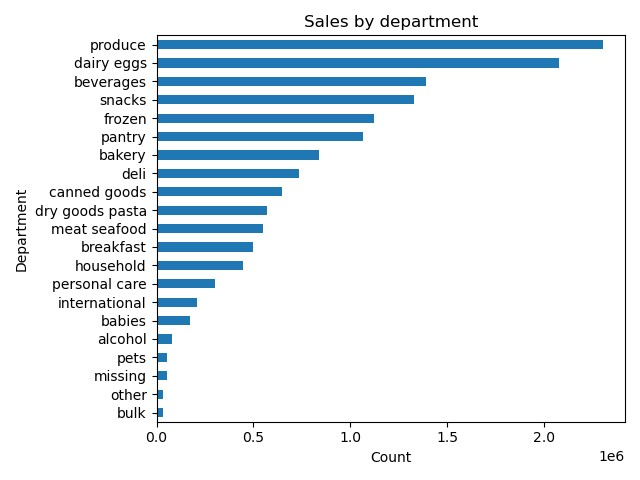 Sales by department
produce
dairy eggs
beverages
snacks
frozen
pantry
bakery
deli
canned goods
dry goods pasta
meat seafood
breakfast
household
personal care
international
babies
alcohol
pets
missing
other
bulk
Department
0.0 0.5 1.0 1.5 2.0
1e6
Count